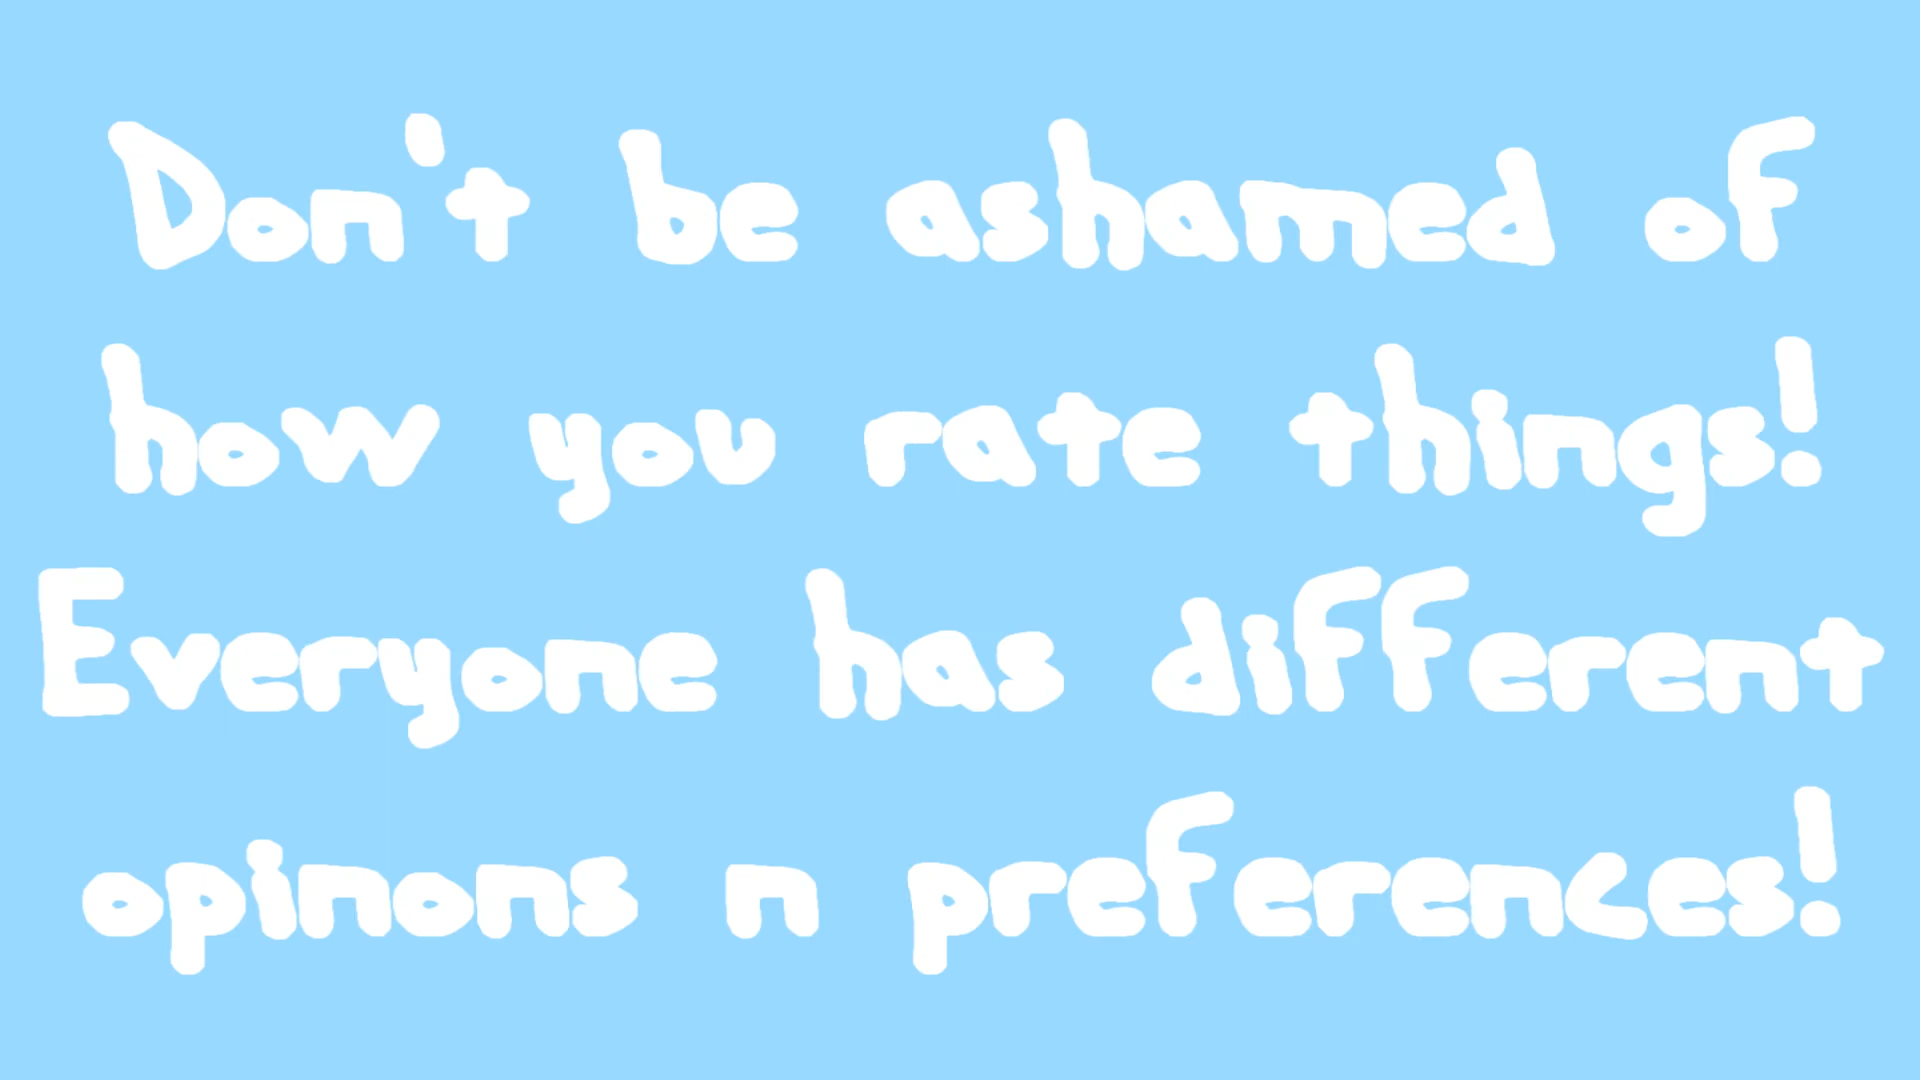 Don't be ashamed of
how you rate things!
Everyone has different
opinons n preferences!